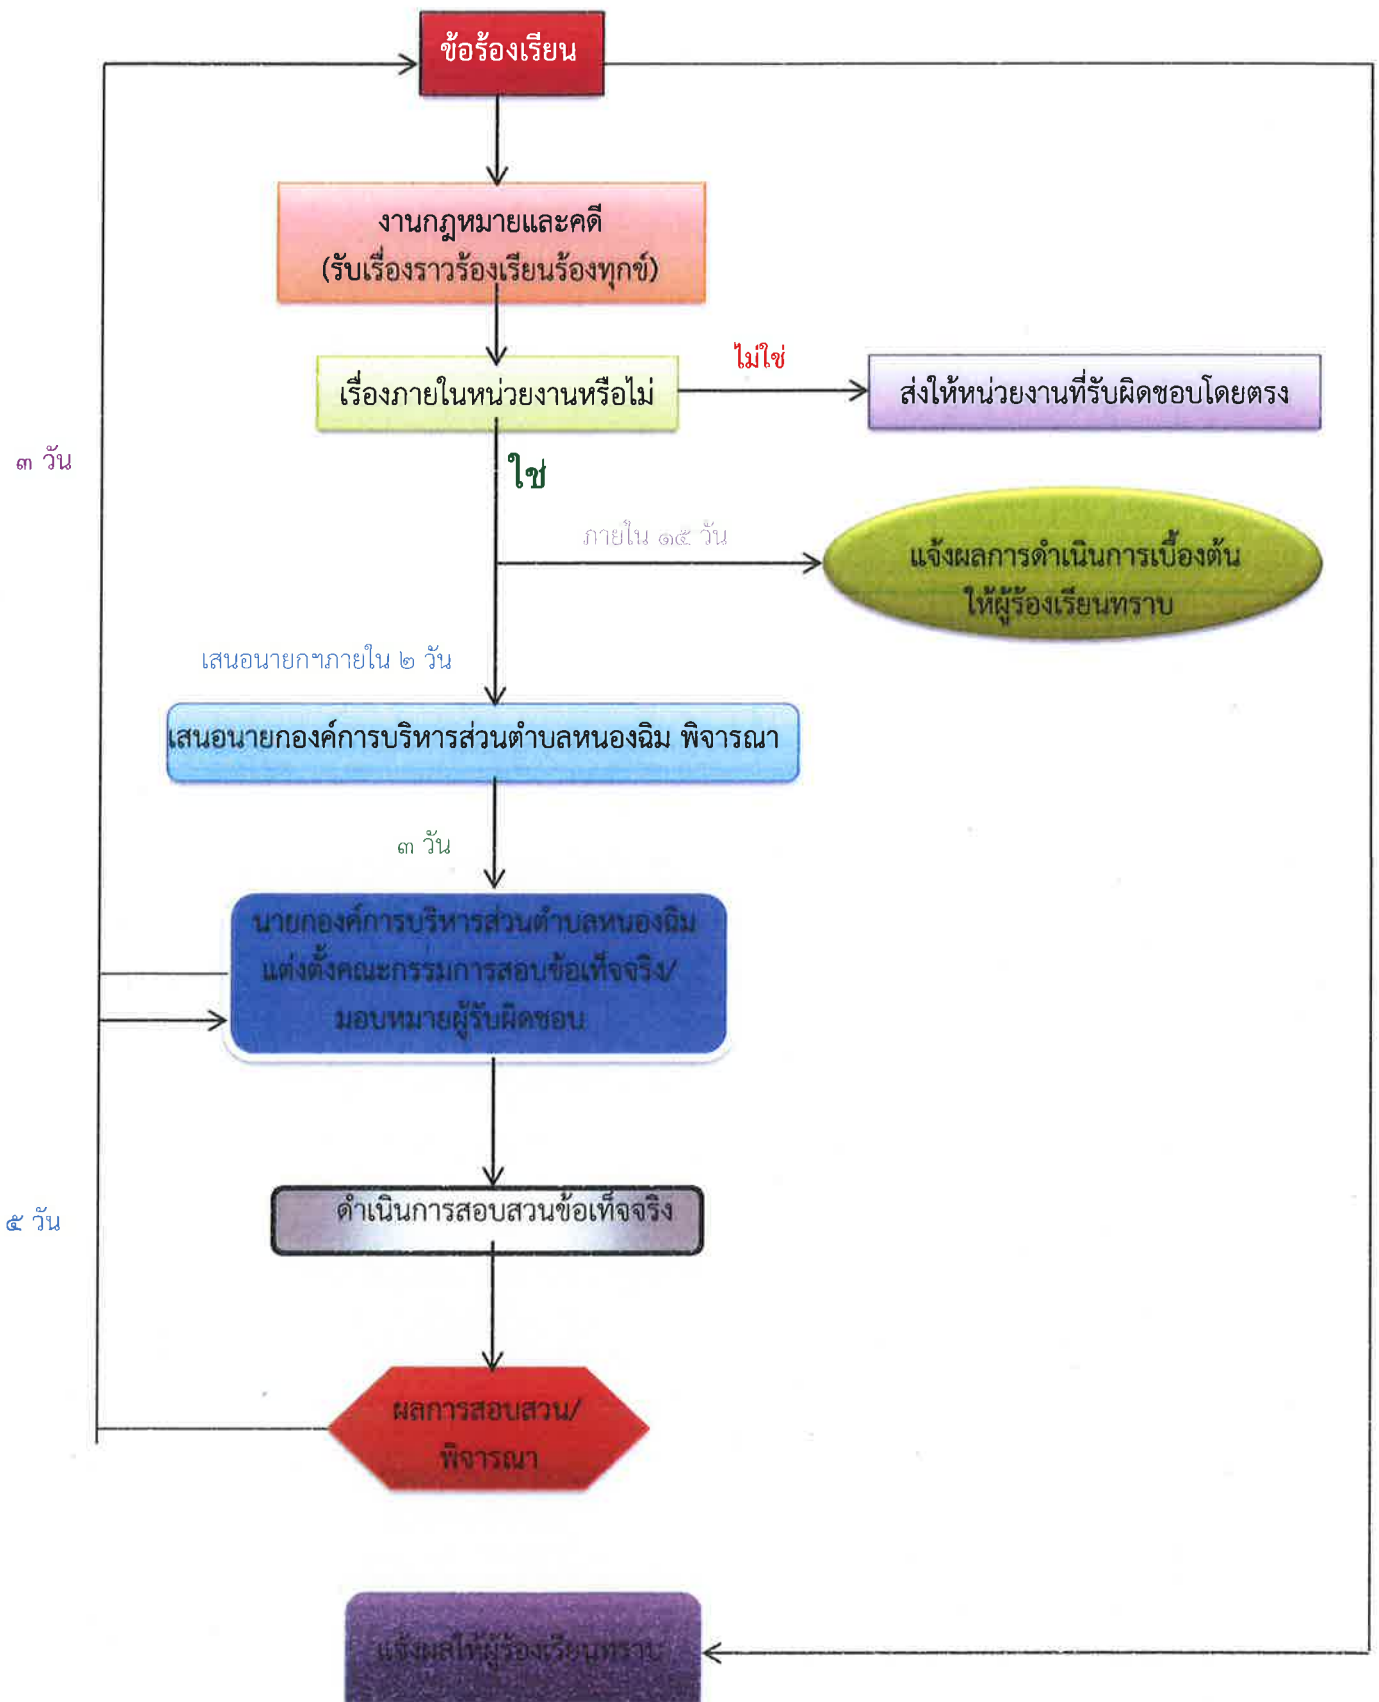 ข้อร้องเรียน
งานกฎหมายและคดี
(รับเรื่องราวร้องเรียนร้องทุกข์)
เรื่องภายในหน่วยงานหรือไม่
ไม่ใช่
ส่งให้หน่วยงานที่รับผิดชอบโดยตรง
๓ วัน
ใช่
ภายใน ๑๕ วัน
แจ้งผลการดำเนินการเบื้องต้น
ให้ผู้ร้องเรียนทราบ
เสนอนายกฯภายใน ๒ วัน
เสนอนายกองค์การบริหารส่วนตำบลหนองฉิม พิจารณา
๓ วัน
นายกองค์การบริหารส่วนตำบลหนองฉิม
แต่งตั้งคณะกรรมการสอบข้อเท็จจริง/
มอบหมายผู้รับผิดชอบ
ดำเนินการสอบสวนข้อเท็จจริง
๕ วัน
ผลการสอบสวน/
พิจารณา
แจ้งผลให้ผู้ร้องเรียนทราบ